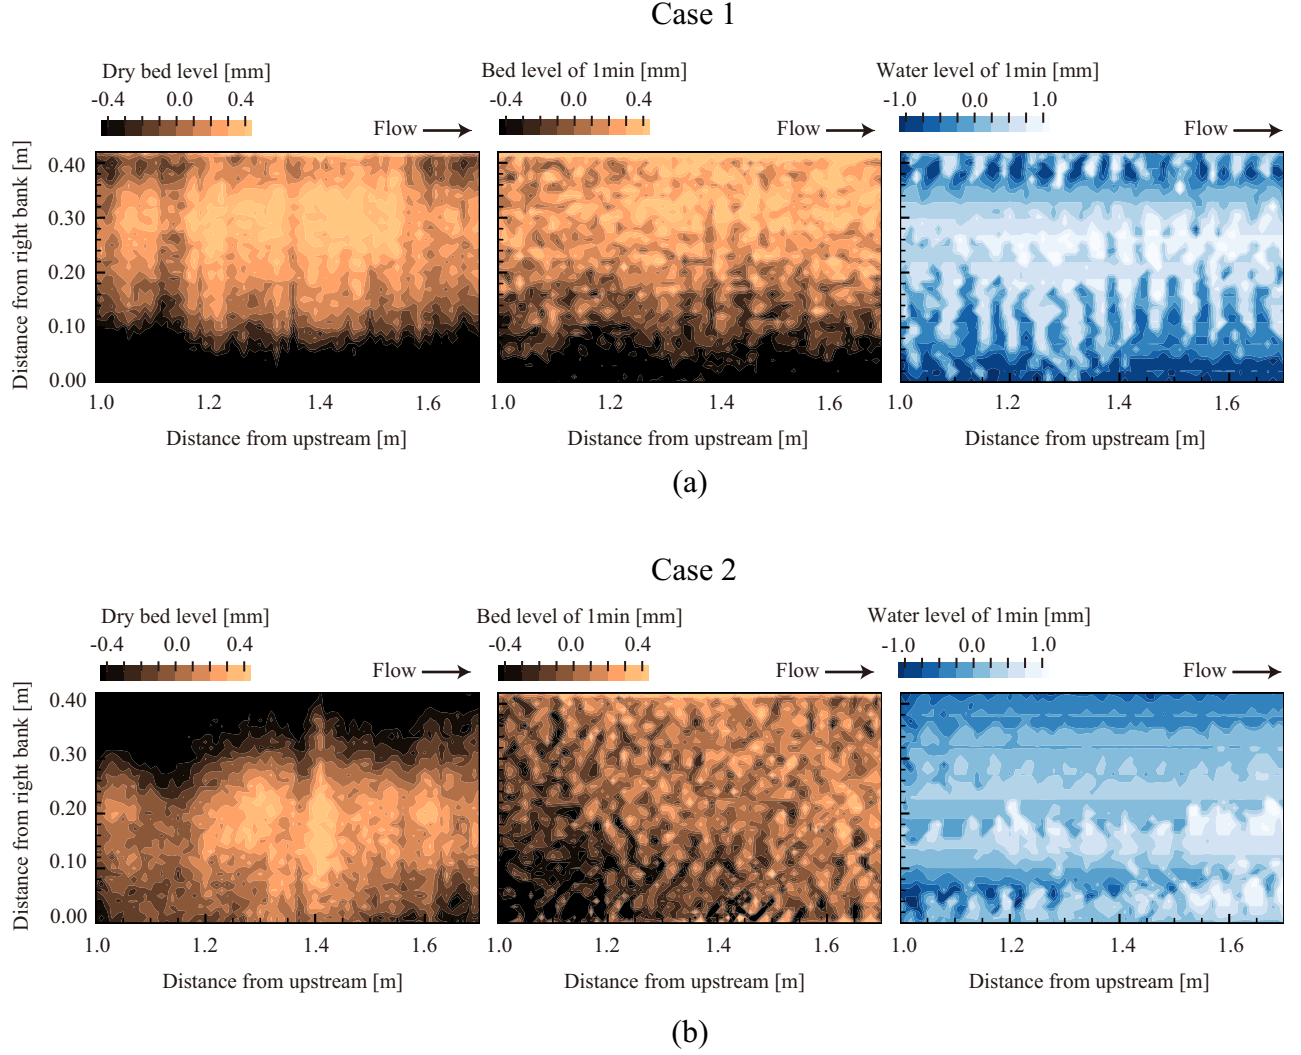 Case 1
Dry bed level [mm]
-0.4 0.0 0.4
Flow
Bed level of 1min [mm]
-0.4 0.0 0.4
Flow
Water level of 1min [mm]
-1.0 0.0 1.0
Flow
Distance from right bank [m]
0.40
0.30
0.20
0.10
0.00
1.0 1.2 1.4 1.6
Distance from upstream [m]
1.0 1.2 1.4 1.6
Distance from upstream [m]
1.0 1.2 1.4 1.6
Distance from upstream [m]
(a)
Case 2
Dry bed level [mm]
-0.4 0.0 0.4
Flow
Bed level of 1min [mm]
-0.4 0.0 0.4
Flow
Water level of 1min [mm]
-1.0 0.0 1.0
Flow
Distance from right bank [m]
0.40
0.30
0.20
0.10
0.00
1.0 1.2 1.4 1.6
Distance from upstream [m]
1.0 1.2 1.4 1.6
Distance from upstream [m]
1.0 1.2 1.4 1.6
Distance from upstream [m]
(b)